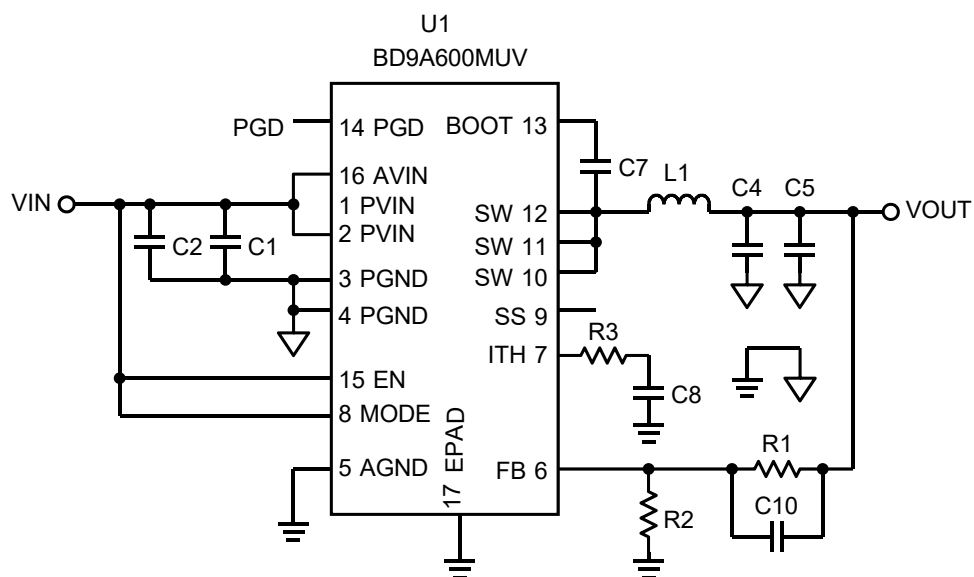 U1
BD9A600MUV
PGD
14 PGD
BOOT 13
C7
L1
C4
C5
16 AVIN
VIN
1 PVIN
SW 12
VOUT
2 PVIN
C2
C1
SW 11
3 PGND
SW 10
4 PGND
SS 9
R3
ITH 7
15 EN
C8
8 MODE
17 EPAD
5 AGND
FB 6
R1
R2
C10